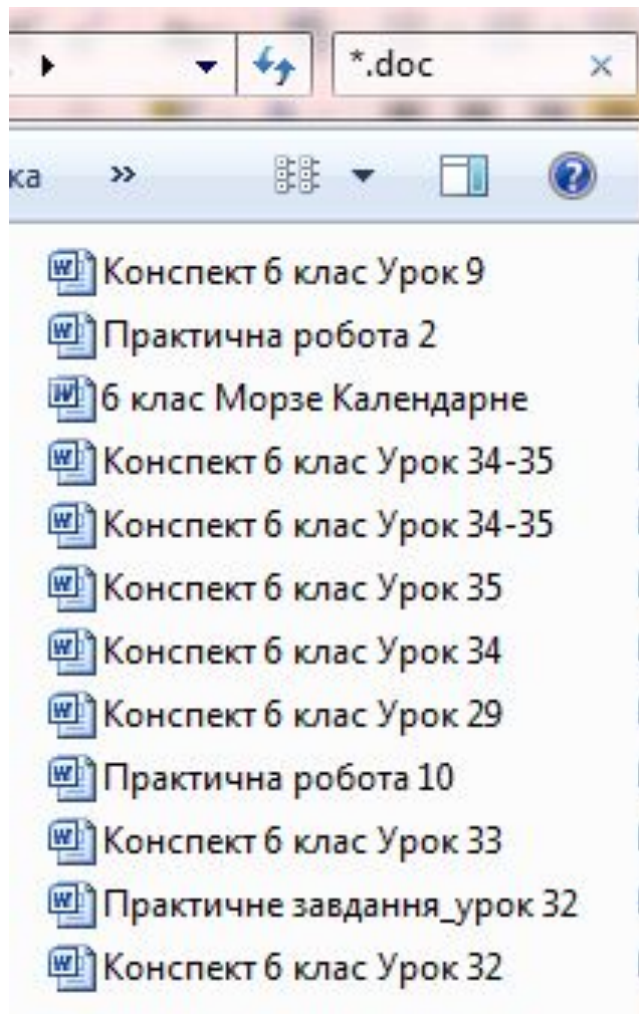 *.doc
ка »
Конспект 6 клас Урок 9
Практична робота 2
6 клас Морзе Календарне
Конспект 6 клас Урок 34-35
Конспект 6 клас Урок 34-35
Конспект 6 клас Урок 35
Конспект 6 клас Урок 34
Конспект 6 клас Урок 29
Практична робота 10
Конспект 6 клас Урок 33
Практичне завдання_урок 32
Конспект 6 клас Урок 32